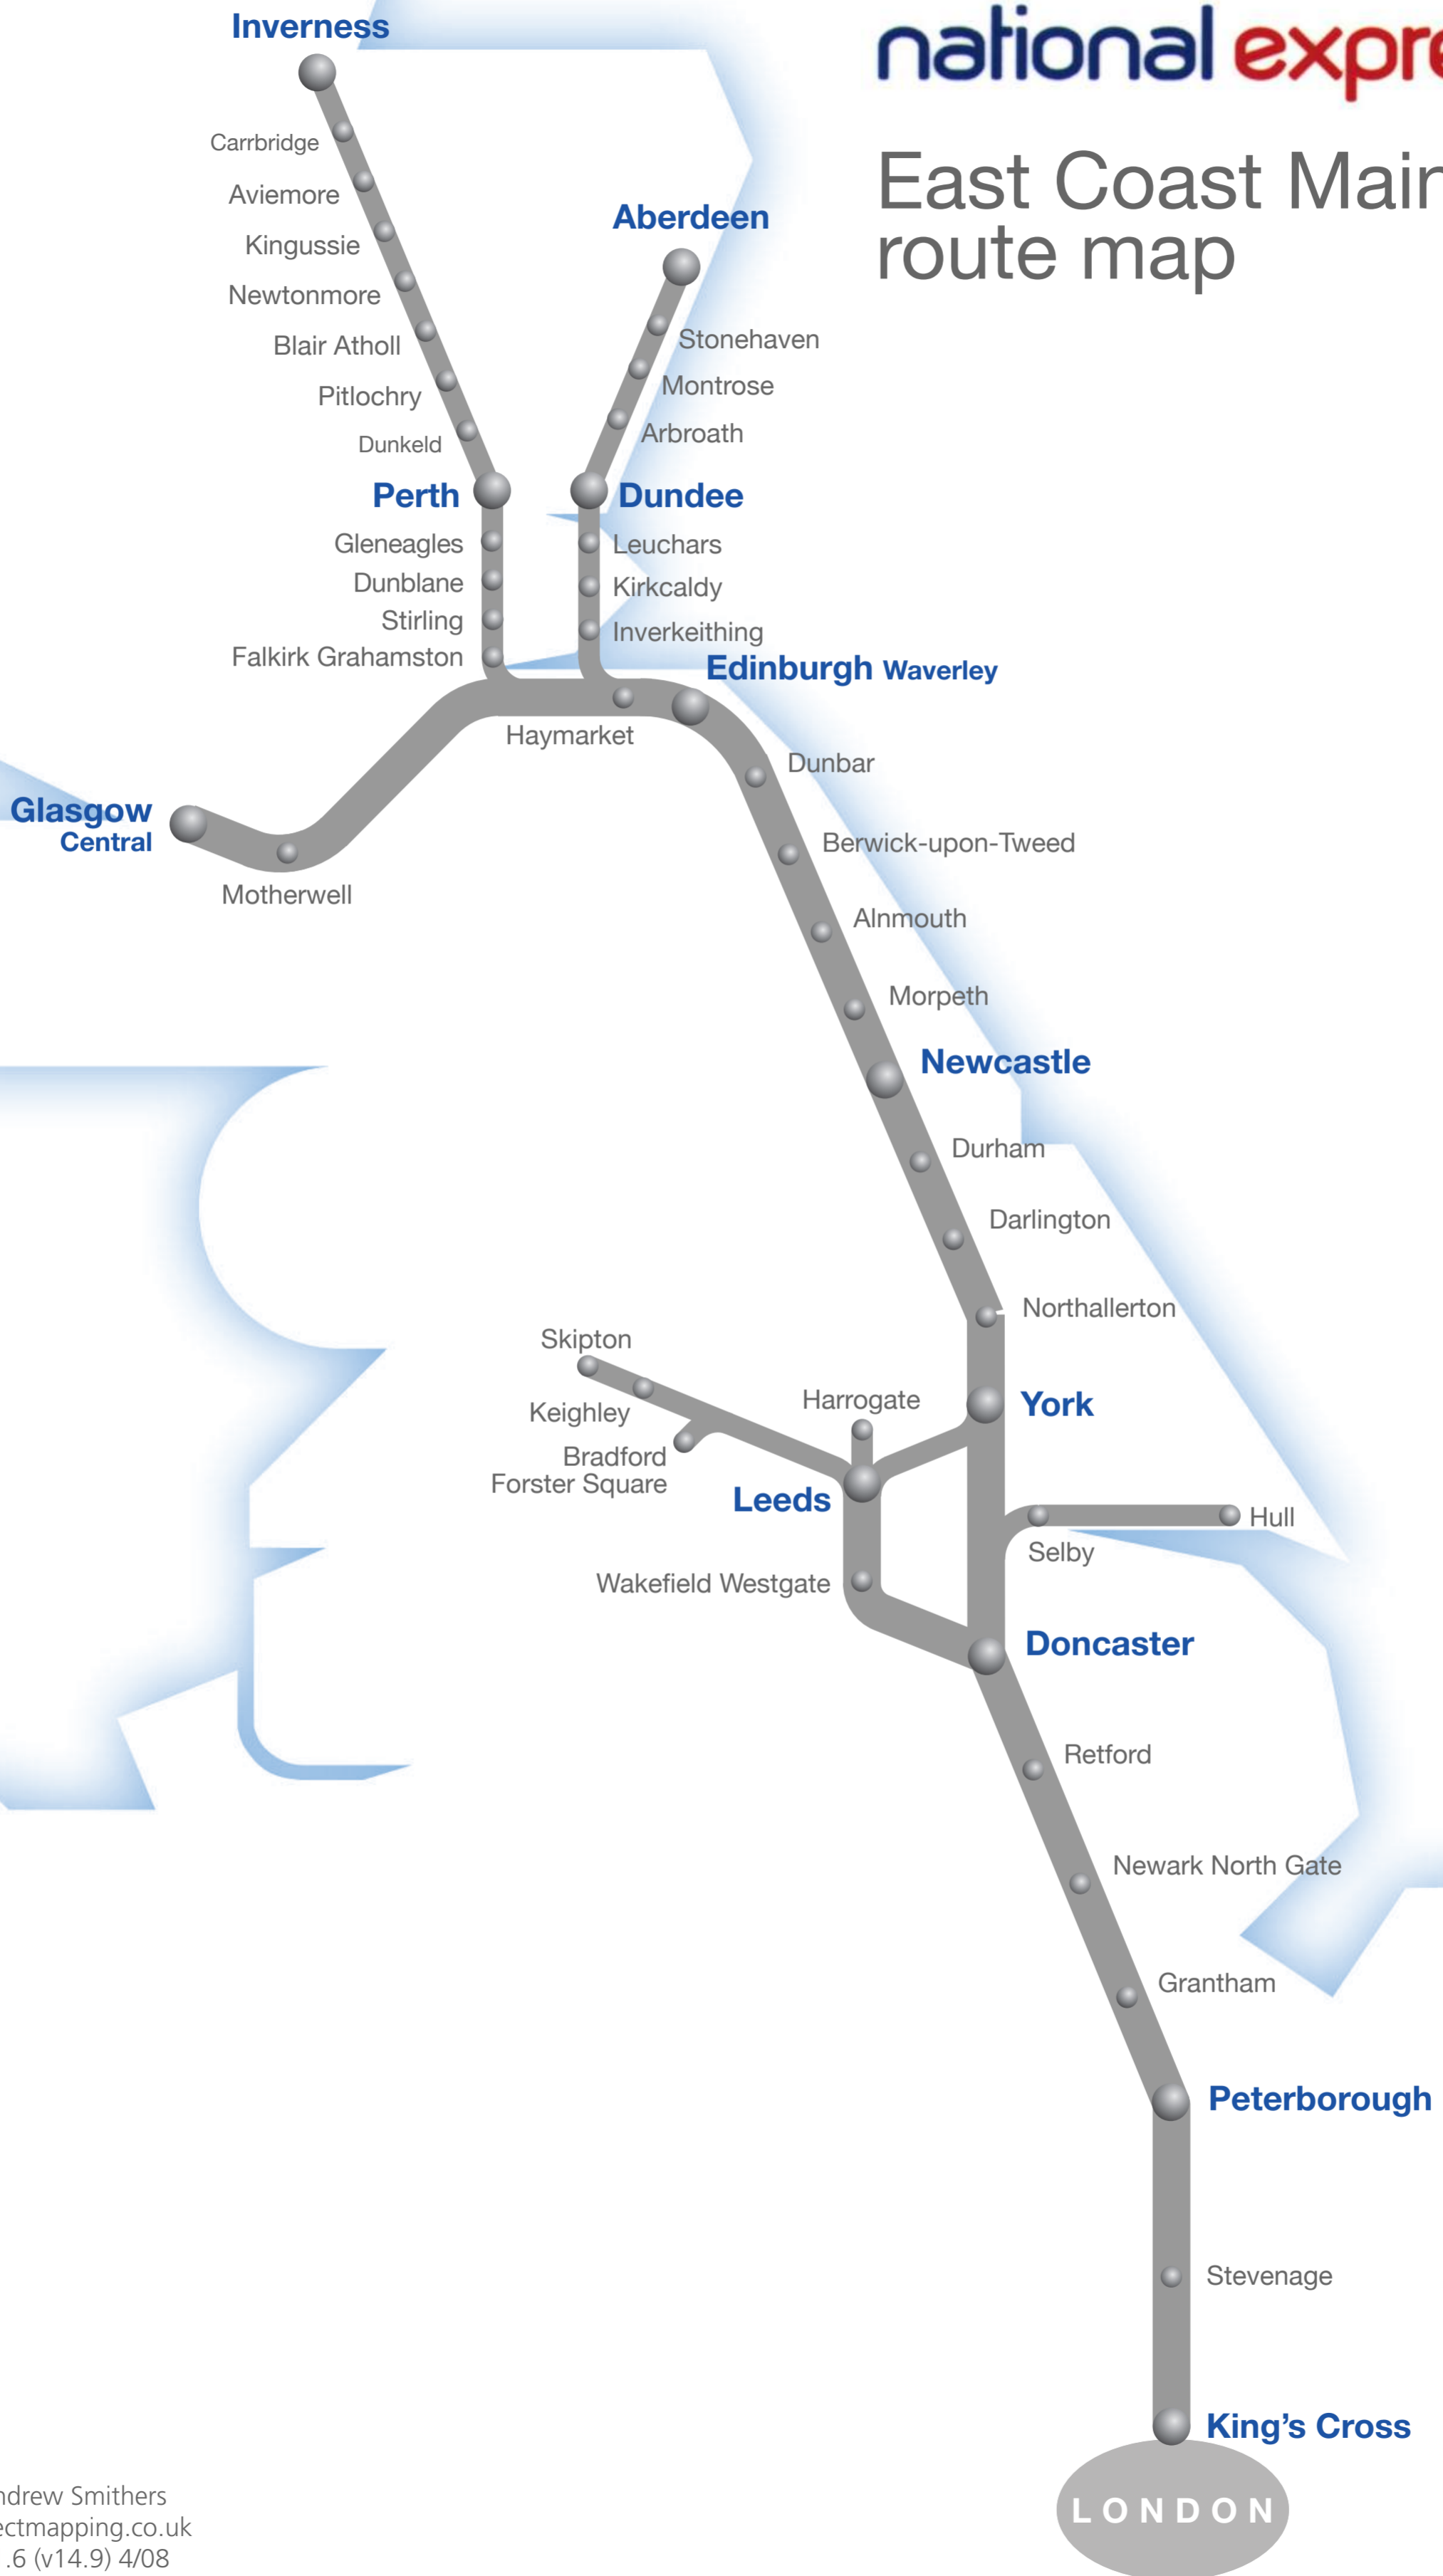 national expre
East Coast Main
route map
Inverness
Carrbridge
Aviemore
Kingussie
Newtonmore
Blair Atholl
Pitlochry
Dunkeld
Perth
Gleneagles
Dunblane
Stirling
Falkirk Grahamston
Aberdeen
Stonehaven
Montrose
Arbroath
Dundee
Leuchars
Kirkcaldy
Inverkeithing
Edinburgh Waverley
Haymarket
Glasgow
Central
Motherwell
Dunbar
Berwick-upon-Tweed
Alnmouth
Morpeth
Newcastle
Durham
Darlington
Northallerton
York
Skipton
Keighley
Bradford
Forster Square
Harrogate
Leeds
Wakefield Westgate
Hull
Selby
Doncaster
Retford
Newark North Gate
Grantham
Peterborough
Stevenage
King’s Cross
LONDON
ndrew Smithers
ectmapping.co.uk
.6 (v14.9) 4/08